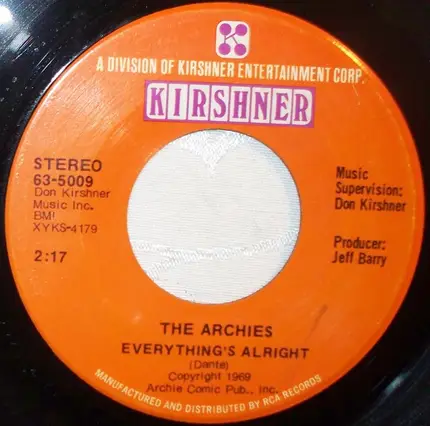 A DIVISION OF KIRSHNER ENTERTAINMENT CORP.
KIRSHNER
STEREO
63-5009
Don Kirshner
Music Inc.
BMI
XYKS-4179
2:17
Music
Supervision:
Don Kirshner
Producer:
Jeff Barry
THE ARCHIES
EVERYTHING'S ALRIGHT
(Dante)
Copyright 1969
Archie Comic Pub., Inc.
MANUFACTURED AND DISTRIBUTED BY RCA RECORDS